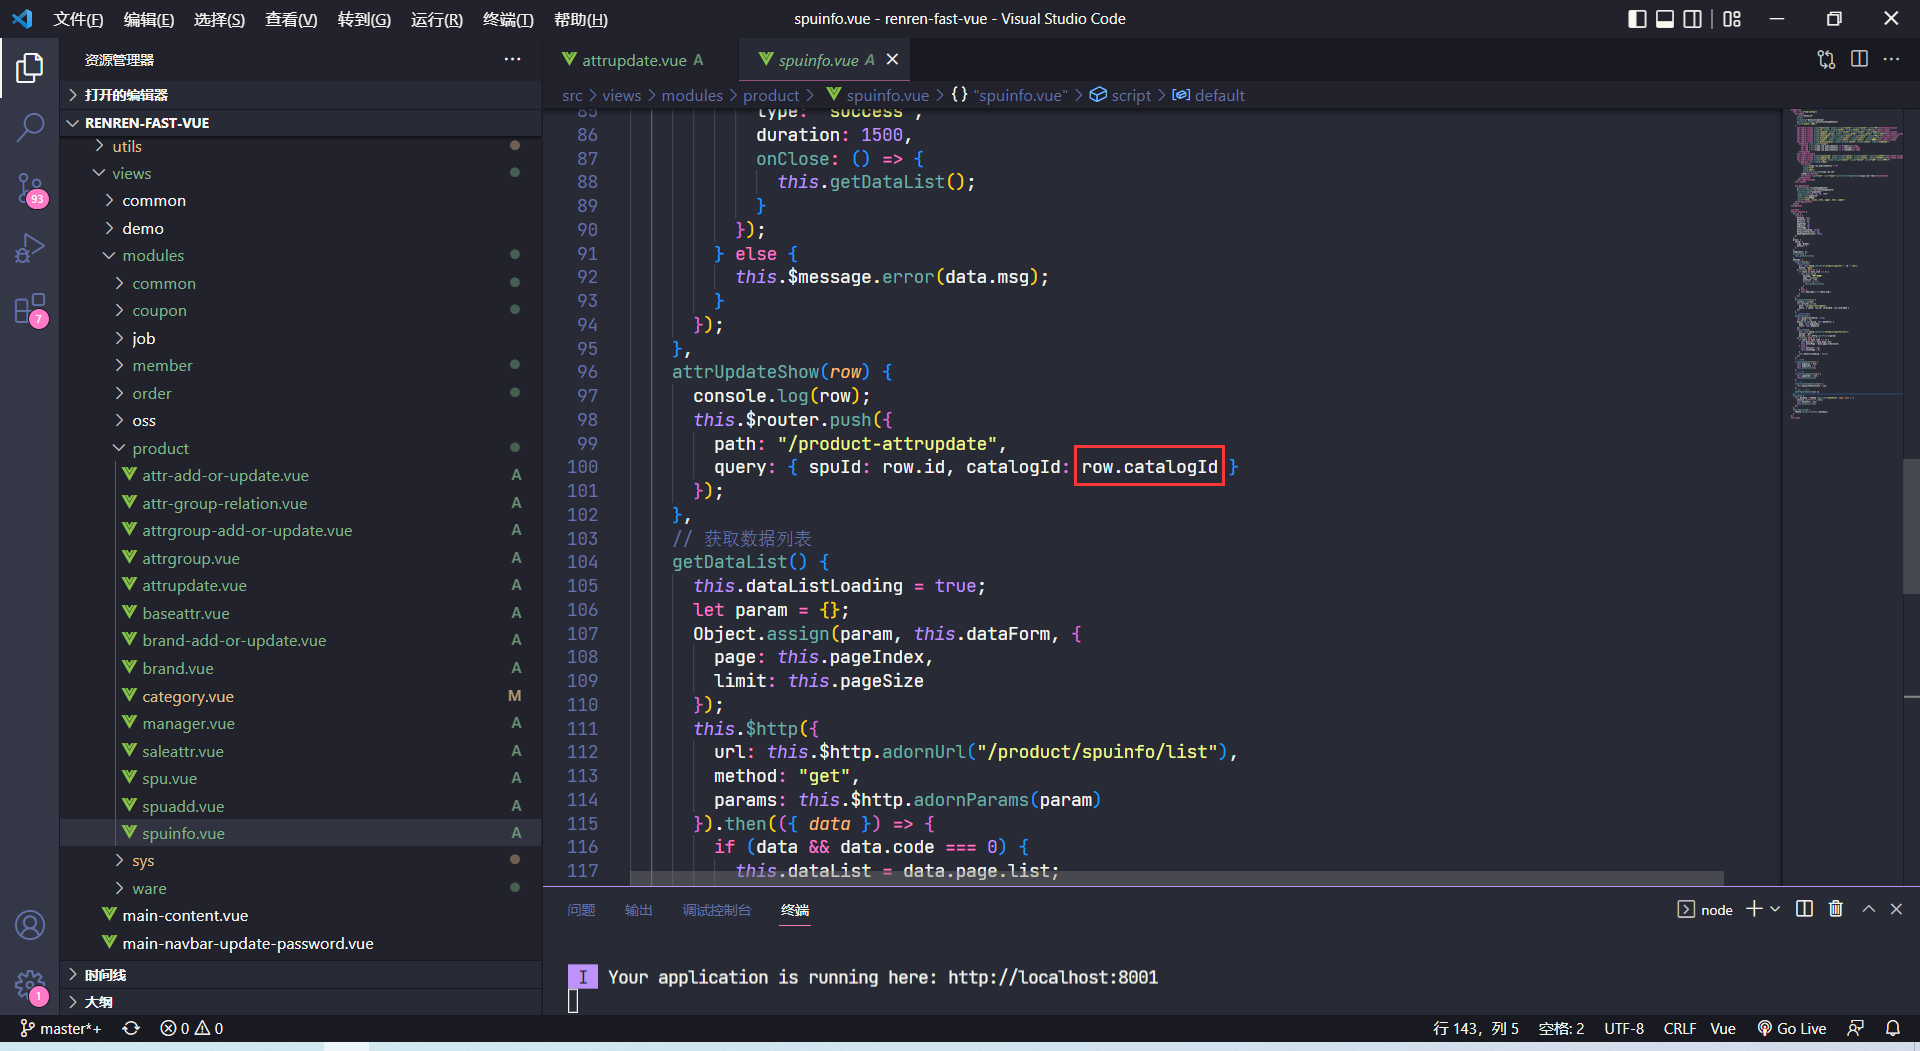 文件(F) 编辑(E) 选择(S) 查看(V) 转到(G) 运行(R) 终端(T) 帮助(H)
spuinfo.vue - renren-fast-vue - Visual Studio Code
资源管理器
打开的编辑器
RENREN-FAST-VUE
utils
views
common
demo
modules
common
coupon
job
member
order
oss
product
attr-add-or-update.vue A
attr-group-relation.vue A
attrgroup-add-or-update.vue A
attrgroup.vue A
attrupdate.vue A
baseattr.vue A
brand-add-or-update.vue A
brand.vue A
category.vue M
manager.vue A
saleattr.vue A
spu.vue A
spuadd.vue A
spuinfo.vue A
sys
ware
main-content.vue
main-navbar-update-password.vue
时间线
大纲
93
7
1
attrupdate.vue A
spuinfo.vue A
src > views > modules > product > spuinfo.vue > {} "spuinfo.vue" > script > default
85 type: "success",
86 duration: 1500,
87 onClose: () => {
88 this.getDataList();
89 }
90 });
91 } else {
92 this.$message.error(data.msg);
93 }
94 });
95 },
96 attrUpdateShow(row) {
97 console.log(row);
98 this.$router.push({
99 path: "/product-attrupdate",
100 query: { spuId: row.id, catalogId: row.catalogId }
101 });
102 },
103 // 获取数据列表
104 getDataList() {
105 this.dataListLoading = true;
106 let param = {};
107 Object.assign(param, this.dataForm, {
108 page: this.pageIndex,
109 limit: this.pageSize
110 });
111 this.$http({
112 url: this.$http.adornUrl("/product/spuinfo/list"),
113 method: "get",
114 params: this.$http.adornParams(param)
115 }).then(({ data }) => {
116 if (data && data.code === 0) {
117 this.dataList = data.page.list;
问题 输出 调试控制台 终端
node
I Your application is running here: http://localhost:8001
master*+ 0 0
行 143，列 5 空格: 2 UTF-8 CRLF Vue Go Live